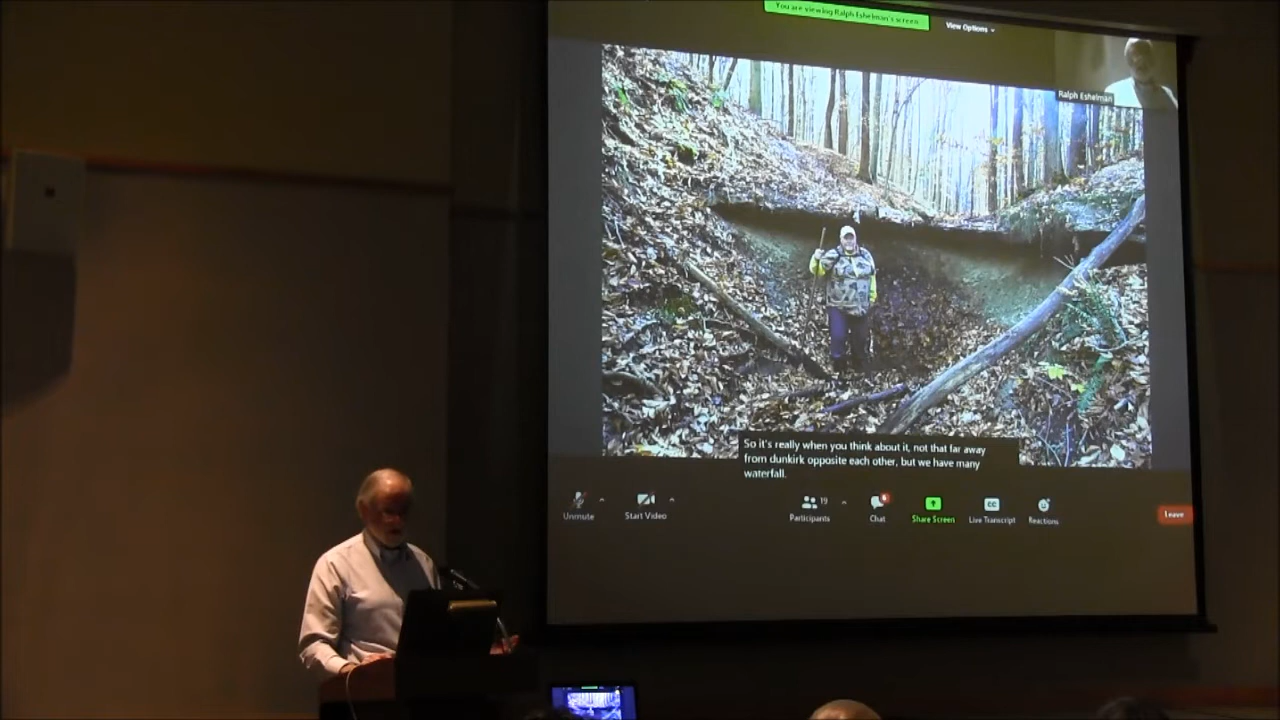 You are viewing Ralph Eshelman's screen
View Options
Ralph Eshelman
So it's really when you think about it, not that far away
from dunkirk opposite each other, but we have many
waterfall.
Unmute
Start Video
Participants
19
Chat
6
Share Screen
CC
Live Transcript
Reactions
Leave